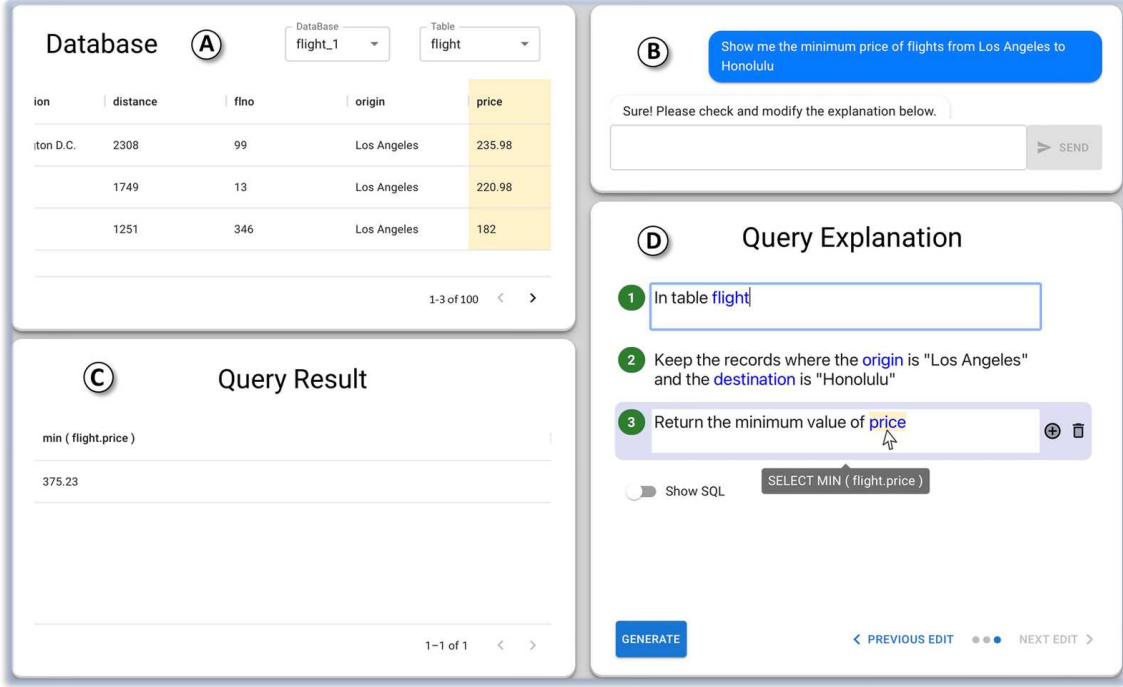 Database A
DataBase
flight_1
Table
flight
ion distance flno origin price
ton D.C. 2308 99 Los Angeles 235.98
1749 13 Los Angeles 220.98
1251 346 Los Angeles 182
1-3 of 100
B
Show me the minimum price of flights from Los Angeles to
Honolulu
Sure! Please check and modify the explanation below.
SEND
C Query Result
min ( flight.price )
375.23
1–1 of 1
D Query Explanation
1 In table flight
2 Keep the records where the origin is "Los Angeles"
and the destination is "Honolulu"
3 Return the minimum value of price
SELECT MIN ( flight.price )
Show SQL
GENERATE
PREVIOUS EDIT
NEXT EDIT